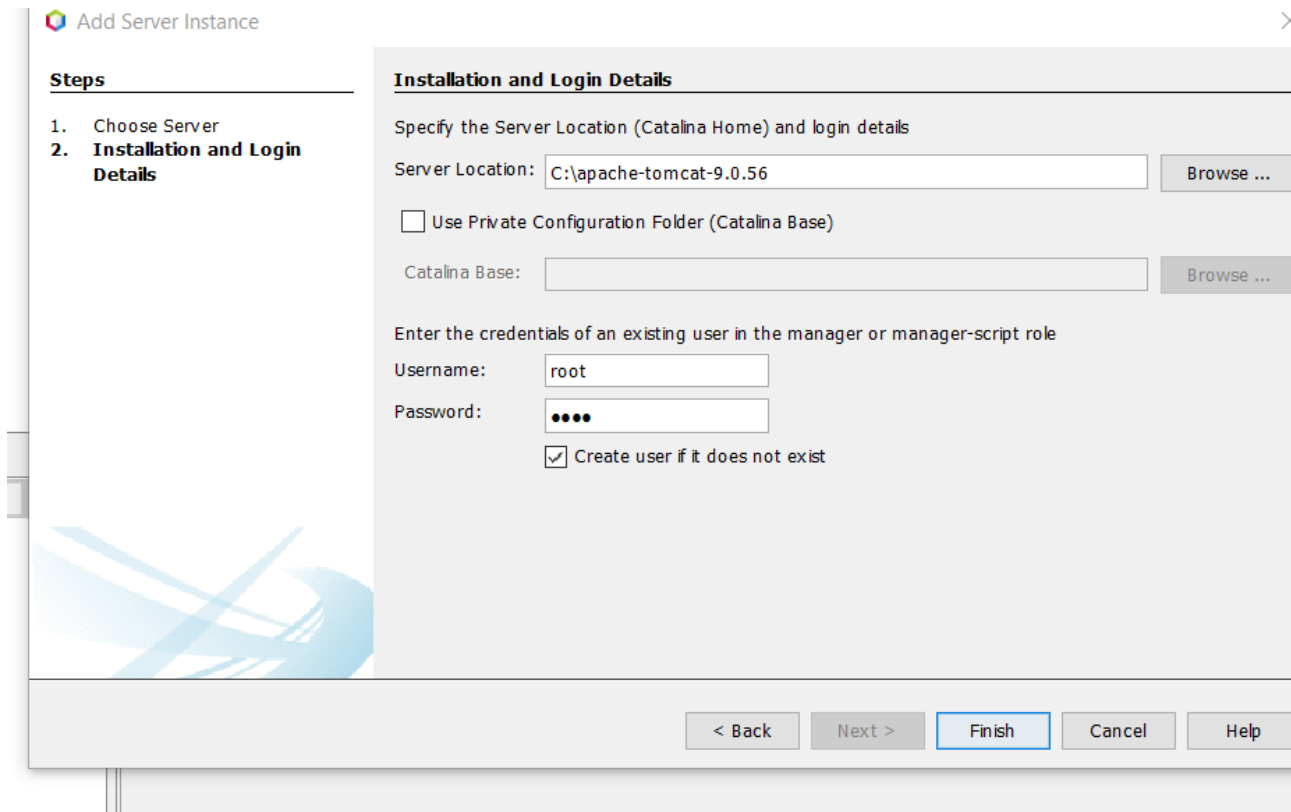 Add Server Instance
Steps
1. Choose Server
2. Installation and Login
Details
Installation and Login Details
Specify the Server Location (Catalina Home) and login details
Server Location: C:\apache-tomcat-9.0.56 Browse ...
Use Private Configuration Folder (Catalina Base)
Catalina Base: Browse ...
Enter the credentials of an existing user in the manager or manager-script role
Username: root
Password: ●●●●
Create user if it does not exist
< Back Next > Finish Cancel Help